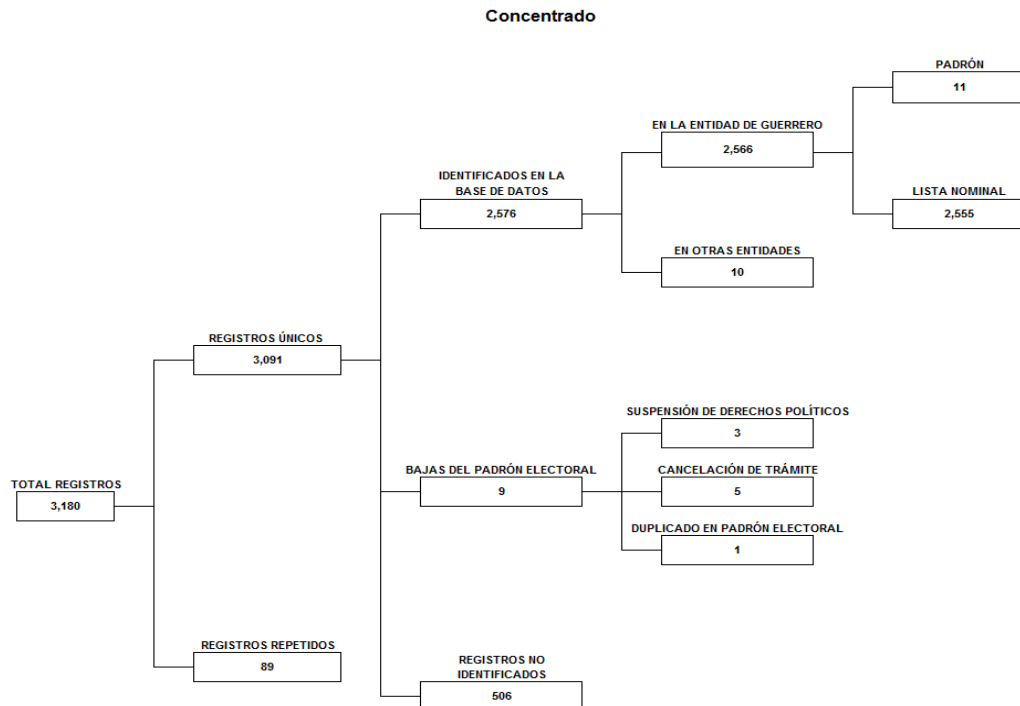 Concentrado
PADRÓN
11
EN LA ENTIDAD DE GUERRERO
2,566
IDENTIFICADOS EN LA
BASE DE DATOS
2,576
LISTA NOMINAL
2,555
EN OTRAS ENTIDADES
10
REGISTROS ÚNICOS
3,091
SUSPENSIÓN DE DERECHOS POLÍTICOS
3
BAJAS DEL PADRÓN ELECTORAL
9
CANCELACIÓN DE TRÁMITE
5
TOTAL REGISTROS
3,180
DUPLICADO EN PADRÓN ELECTORAL
1
REGISTROS REPETIDOS
89
REGISTROS NO
IDENTIFICADOS
506